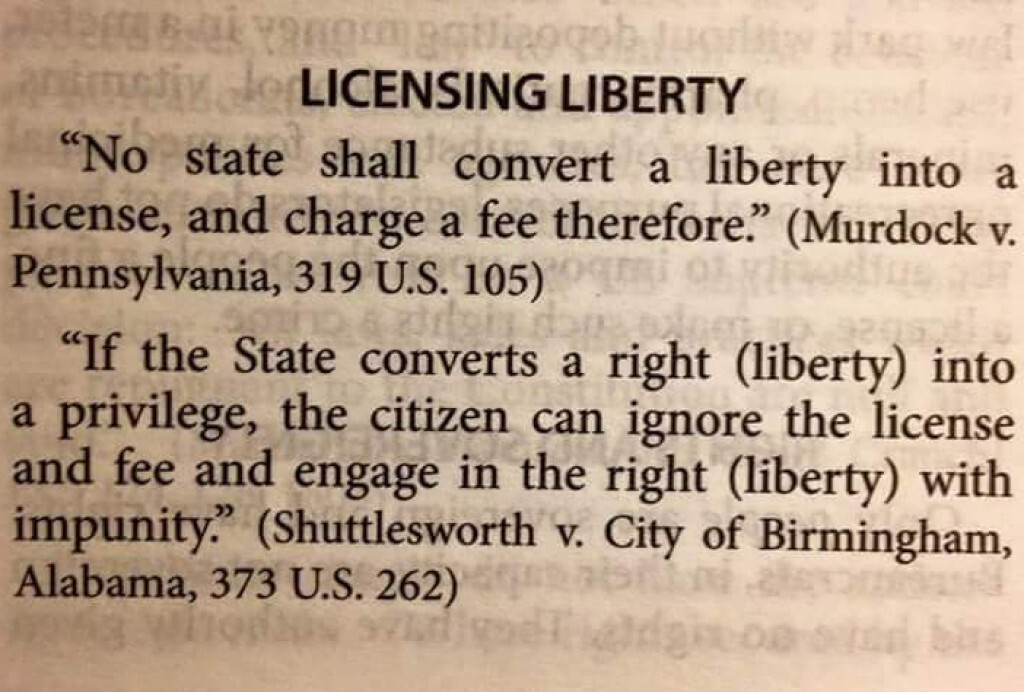 LICENSING LIBERTY
“No state shall convert a liberty into a
license, and charge a fee therefore.” (Murdock v.
Pennsylvania, 319 U.S. 105)
“If the State converts a right (liberty) into
a privilege, the citizen can ignore the license
and fee and engage in the right (liberty) with
impunity.” (Shuttlesworth v. City of Birmingham,
Alabama, 373 U.S. 262)